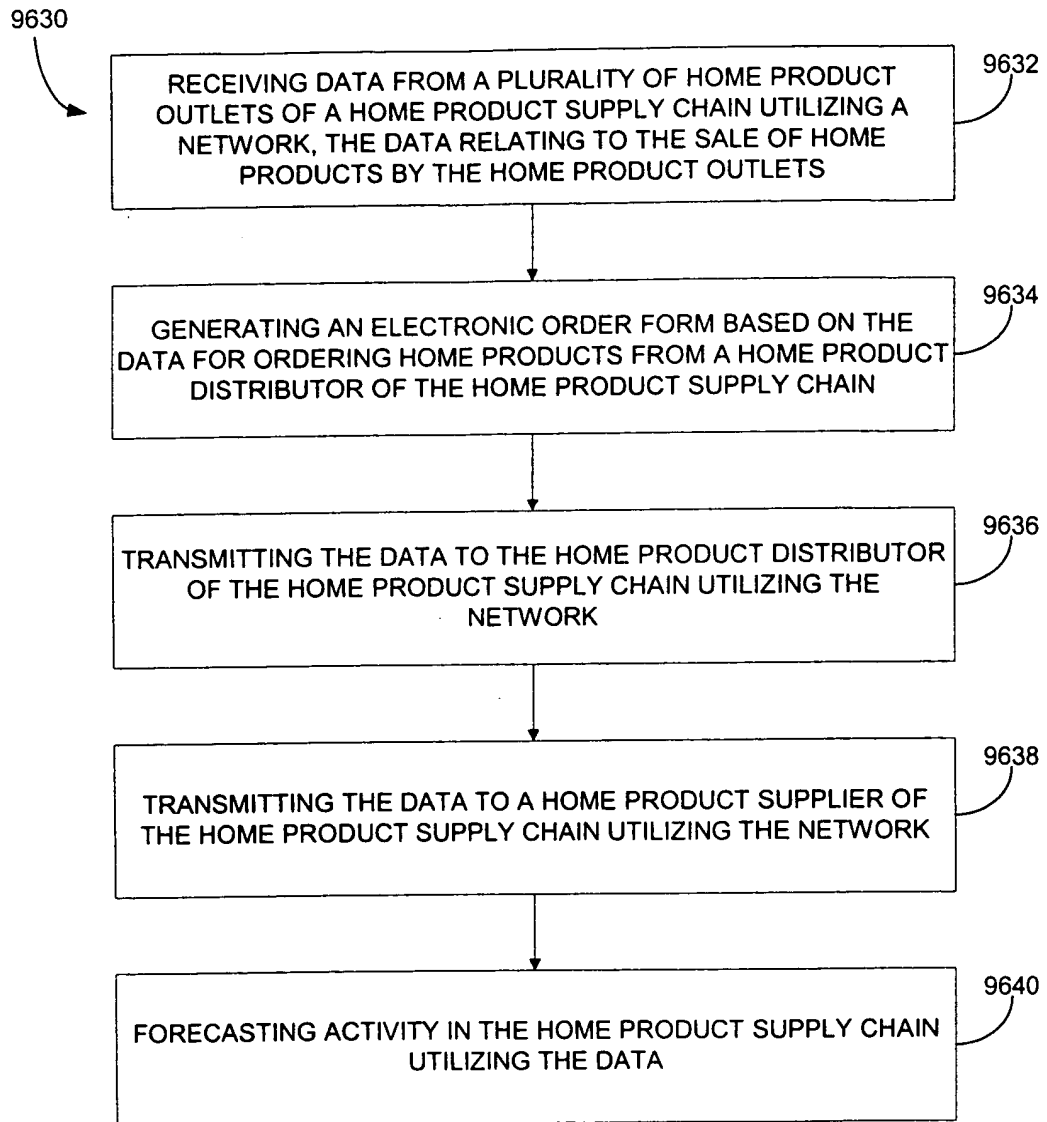 9630
RECEIVING DATA FROM A PLURALITY OF HOME PRODUCT
OUTLETS OF A HOME PRODUCT SUPPLY CHAIN UTILIZING A
NETWORK, THE DATA RELATING TO THE SALE OF HOME
PRODUCTS BY THE HOME PRODUCT OUTLETS
9632
GENERATING AN ELECTRONIC ORDER FORM BASED ON THE
DATA FOR ORDERING HOME PRODUCTS FROM A HOME PRODUCT
DISTRIBUTOR OF THE HOME PRODUCT SUPPLY CHAIN
9634
TRANSMITTING THE DATA TO THE HOME PRODUCT DISTRIBUTOR
OF THE HOME PRODUCT SUPPLY CHAIN UTILIZING THE
NETWORK
9636
TRANSMITTING THE DATA TO A HOME PRODUCT SUPPLIER OF
THE HOME PRODUCT SUPPLY CHAIN UTILIZING THE NETWORK
9638
FORECASTING ACTIVITY IN THE HOME PRODUCT SUPPLY CHAIN
UTILIZING THE DATA
9640